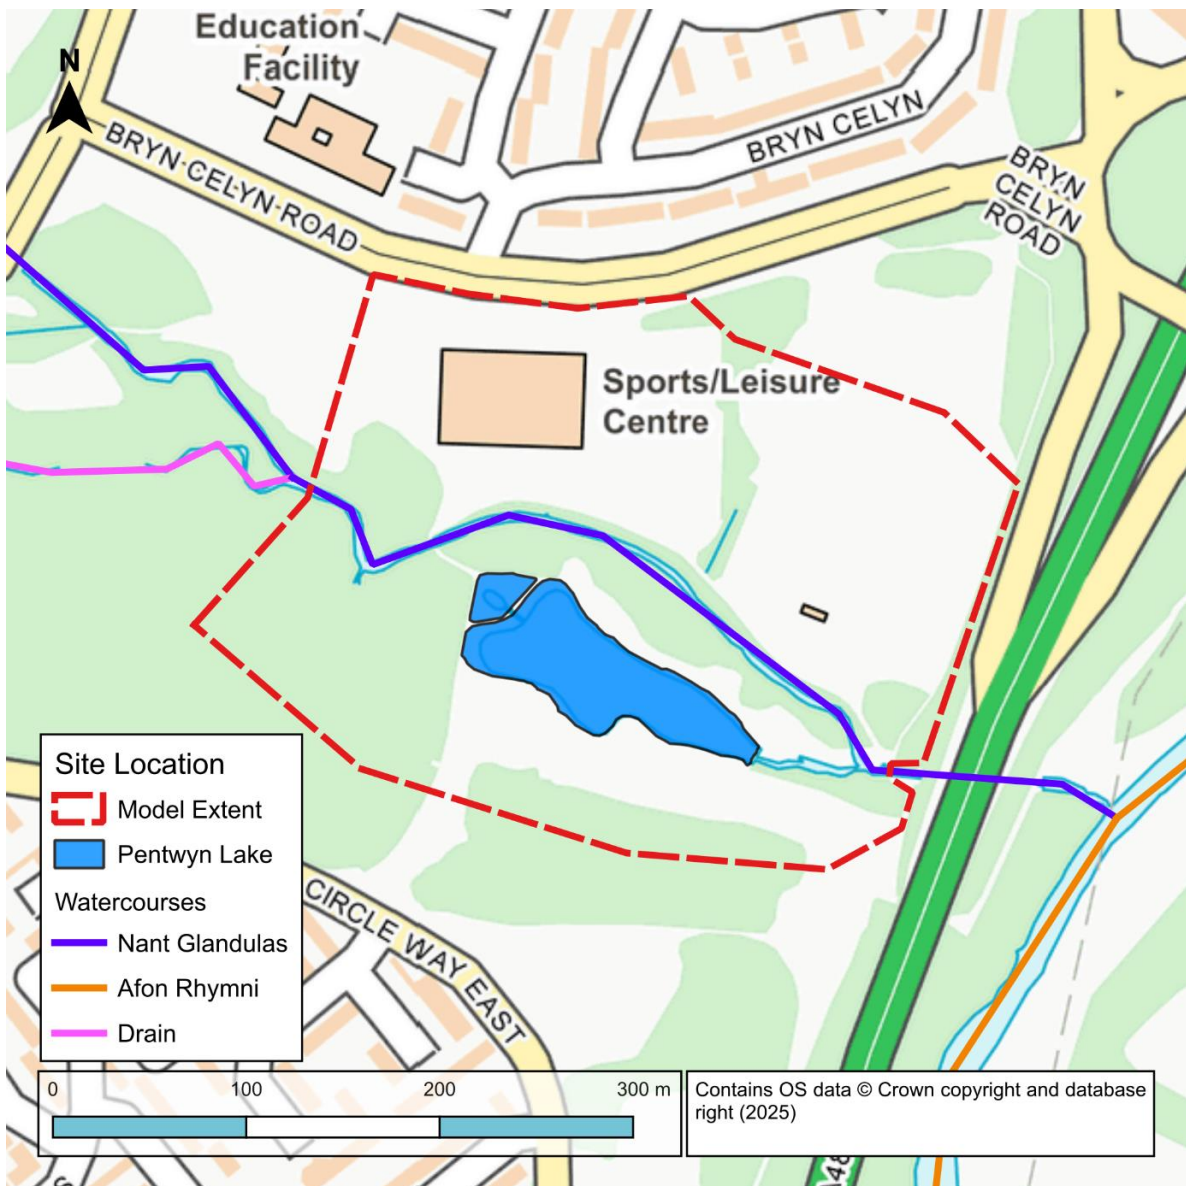 Education
Facility
N
BRYN CELYN ROAD
BRYN CELYN
BRYN
CELYN
ROAD
Sports/Leisure
Centre
Site Location
Model Extent
Pentwyn Lake
Watercourses
Nant Glandulas
Afon Rhymni
Drain
CIRCLE WAY EAST
0 100 200 300 m
Contains OS data © Crown copyright and database
right (2025)